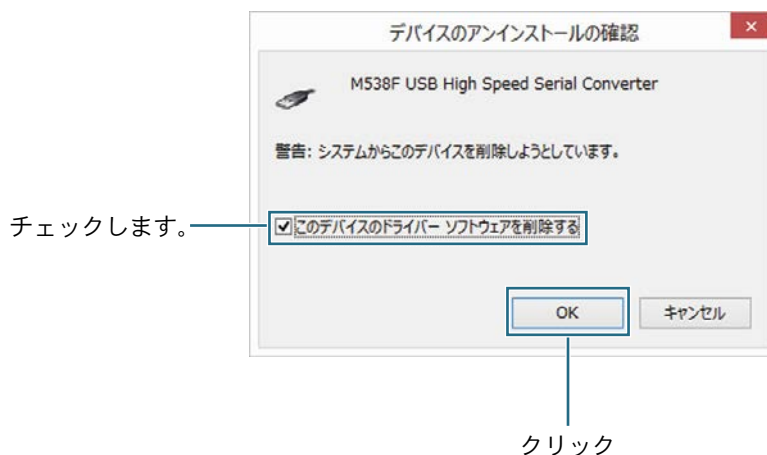 デバイスのアンインストールの確認
M538F USB High Speed Serial Converter
警告: システムからこのデバイスを削除しようとしています。
チェックします。
このデバイスのドライバー ソフトウェアを削除する
OK
キャンセル
クリック